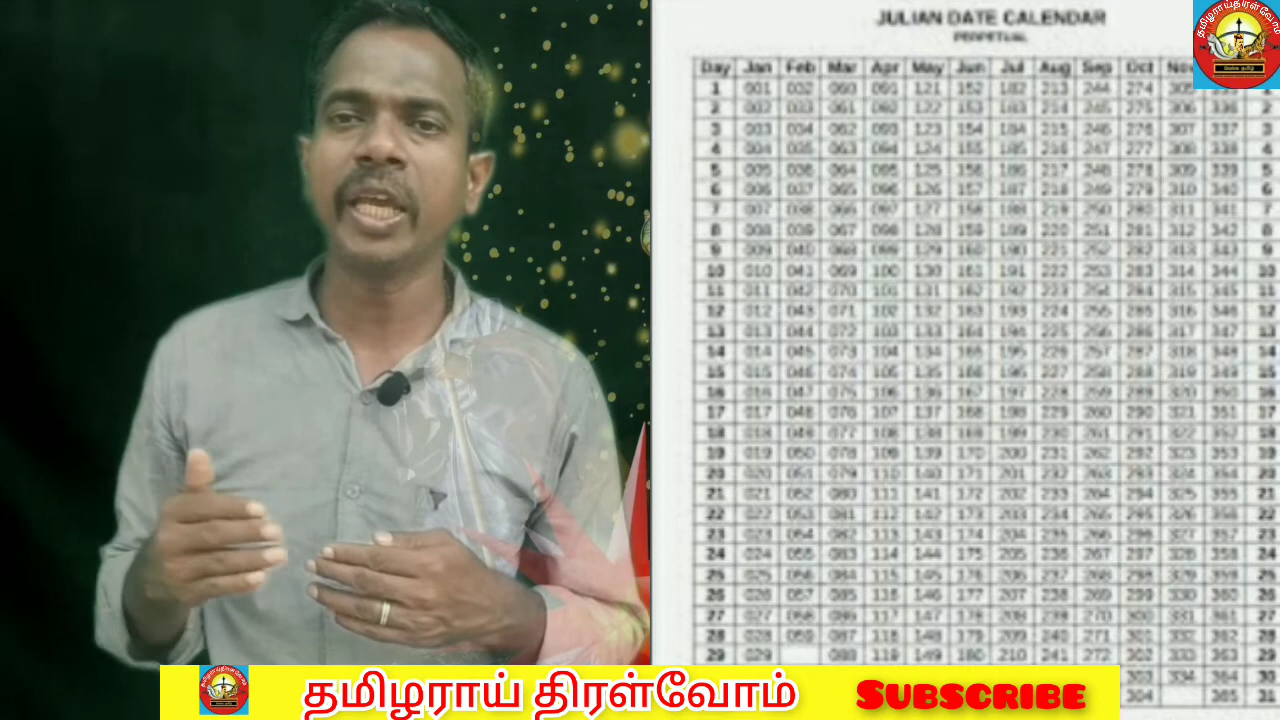 JULIAN DATE CALENDAR
PERPETUAL
தமிழராய்திரள்வோம்
Day Jan Feb Mar Apr May Jun Jul Aug Sep Oct
1 001 032 060 091 121 152 182 213 244 274
2 002 033 061 092 122 153 183 214 245 275 306 2
3 003 034 062 093 123 154 184 215 246 276 307 337 3
4 004 035 063 094 124 155 185 216 247 277 308 338 4
5 005 036 064 095 125 156 186 217 248 278 309 339 5
6 006 037 065 096 126 157 187 249 279 310 340 6
7 007 038 066 097 127 158 188 219 250 280 311 341 7
8 008 039 067 098 128 159 189 220 251 281 312 342 8
9 009 040 068 099 129 160 190 221 252 282 313 343 9
10 010 041 069 100 130 161 191 222 253 283 314 344 10
11 011 042 070 101 131 162 192 223 254 284 315 345 11
12 012 043 071 102 132 163 193 224 255 285 316 346 12
13 013 044 072 103 133 164 194 225 256 286 317 347 13
14 014 045 073 104 134 165 195 226 257 287 318 348 14
15 015 046 074 105 135 166 196 227 258 288 319 349 15
16 016 047 075 106 136 167 197 228 259 289 320 350 16
17 017 048 076 107 137 168 198 229 260 290 321 351 17
18 018 049 077 108 138 169 199 230 261 291 322 352 18
19 019 050 078 109 139 170 200 231 262 292 323 353 19
20 020 051 079 110 140 171 201 232 263 293 324 354 20
21 021 052 080 111 141 172 202 233 264 294 325 355 21
22 022 053 081 112 142 173 203 234 265 295 326 356 22
23 023 054 082 113 143 174 204 235 266 296 327 357 23
24 024 055 083 114 144 175 205 236 267 297 328 358 24
25 025 056 084 115 145 176 206 237 268 298 329 359 25
26 026 057 085 116 146 177 207 238 269 299 330 360 26
27 027 058 086 117 147 178 208 239 270 300 331 361 27
28 028 059 087 118 148 179 209 240 271 301 332 362 28
29 029 088 119 149 180 210 241 272 302 333 363 29
303 334 364 30
304 365 31
தமிழராய் திரள்வோம் SUBSCRIBE